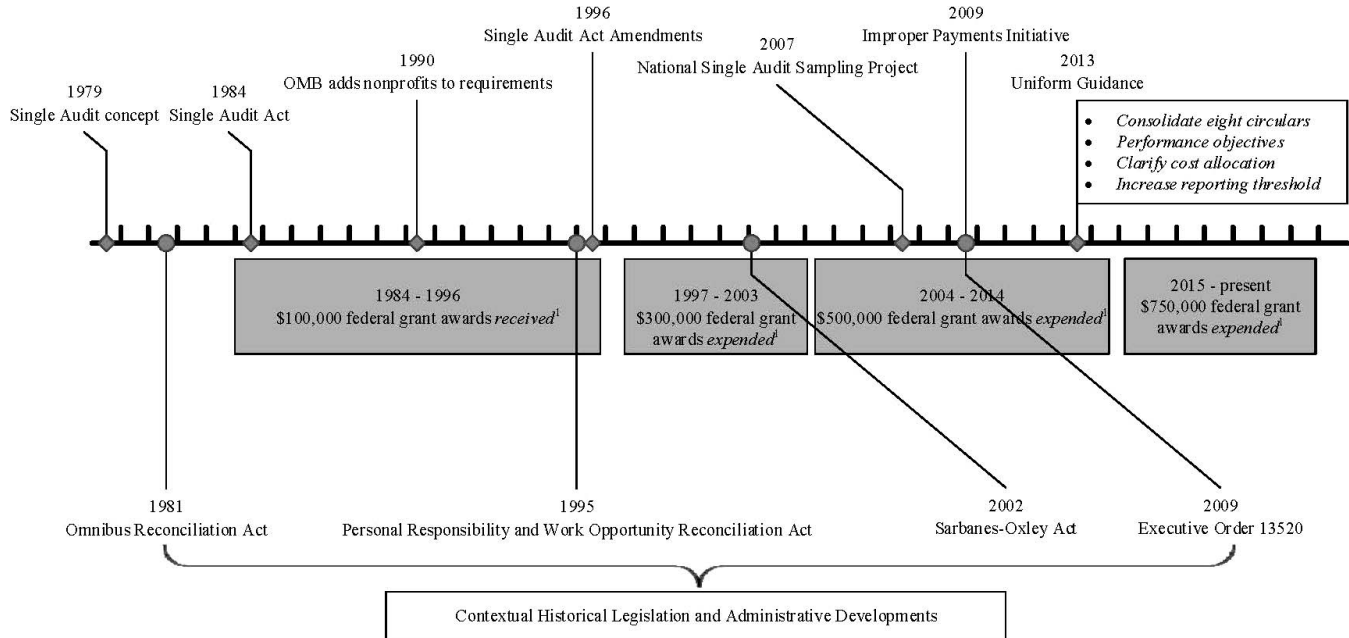 1996
Single Audit Act Amendments
2009
Improper Payments Initiative
2007
National Single Audit Sampling Project
1990
OMB adds nonprofits to requirements
2013
Uniform Guidance
1979
Single Audit concept
1984
Single Audit Act
• Consolidate eight circulars
• Performance objectives
• Clarify cost allocation
• Increase reporting threshold
1984 - 1996
$100,000 federal grant awards received¹
1997 - 2003
$300,000 federal grant
awards expended¹
2004 - 2014
$500,000 federal grant awards expended¹
2015 - present
$750,000 federal grant
awards expended¹
1981
Omnibus Reconciliation Act
1995
Personal Responsibility and Work Opportunity Reconciliation Act
2002
Sarbanes-Oxley Act
2009
Executive Order 13520
Contextual Historical Legislation and Administrative Developments